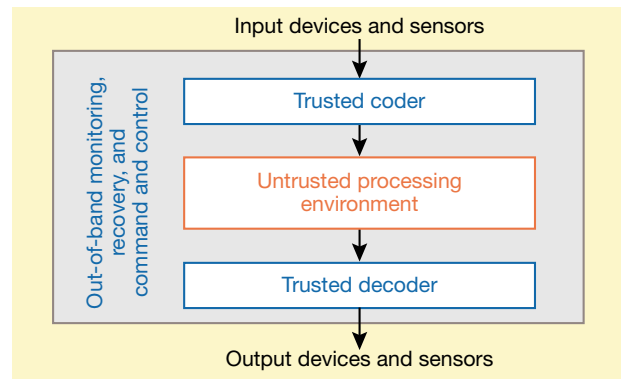 Input devices and sensors
Out-of-band monitoring,
recovery, and
command and control
Trusted coder
Untrusted processing
environment
Trusted decoder
Output devices and sensors